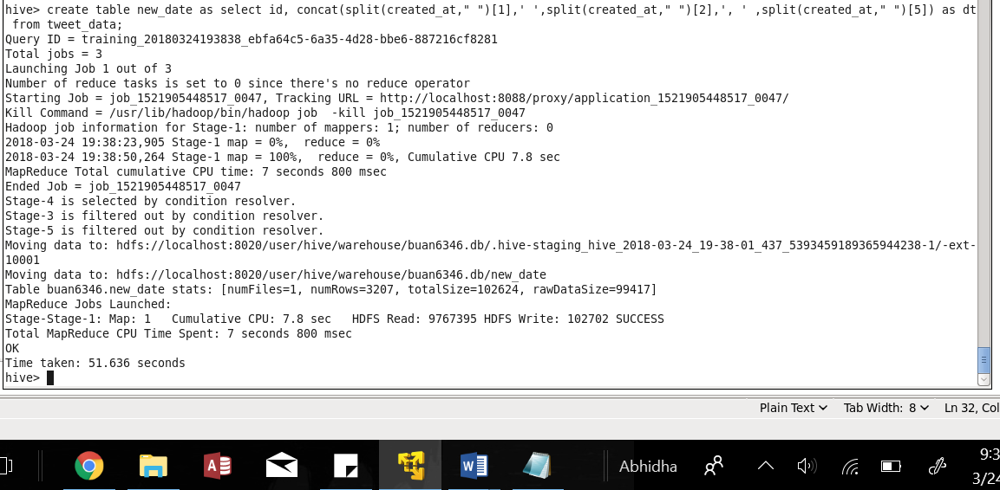 hive> create table new_date as select id, concat(split(created_at," ")[1],' ',split(created_at," ")[2],', ' ,split(created_at," ")[5]) as dt
 from tweet_data;
Query ID = training_20180324193838_ebfa64c5-6a35-4d28-bbe6-887216cf8281
Total jobs = 3
Launching Job 1 out of 3
Number of reduce tasks is set to 0 since there's no reduce operator
Starting Job = job_1521905448517_0047, Tracking URL = http://localhost:8088/proxy/application_1521905448517_0047/
Kill Command = /usr/lib/hadoop/bin/hadoop job  -kill job_1521905448517_0047
Hadoop job information for Stage-1: number of mappers: 1; number of reducers: 0
2018-03-24 19:38:23,905 Stage-1 map = 0%,  reduce = 0%
2018-03-24 19:38:50,264 Stage-1 map = 100%,  reduce = 0%, Cumulative CPU 7.8 sec
MapReduce Total cumulative CPU time: 7 seconds 800 msec
Ended Job = job_1521905448517_0047
Stage-4 is selected by condition resolver.
Stage-3 is filtered out by condition resolver.
Stage-5 is filtered out by condition resolver.
Moving data to: hdfs://localhost:8020/user/hive/warehouse/buan6346.db/.hive-staging_hive_2018-03-24_19-38-01_437_5393459189365944238-1/-ext-
10001
Moving data to: hdfs://localhost:8020/user/hive/warehouse/buan6346.db/new_date
Table buan6346.new_date stats: [numFiles=1, numRows=3207, totalSize=102624, rawDataSize=99417]
MapReduce Jobs Launched:
Stage-Stage-1: Map: 1   Cumulative CPU: 7.8 sec   HDFS Read: 9767395 HDFS Write: 102702 SUCCESS
Total MapReduce CPU Time Spent: 7 seconds 800 msec
OK
Time taken: 51.636 seconds
hive>
Plain Text Tab Width: 8 Ln 32, Col
Abhidha
9:3
3/24